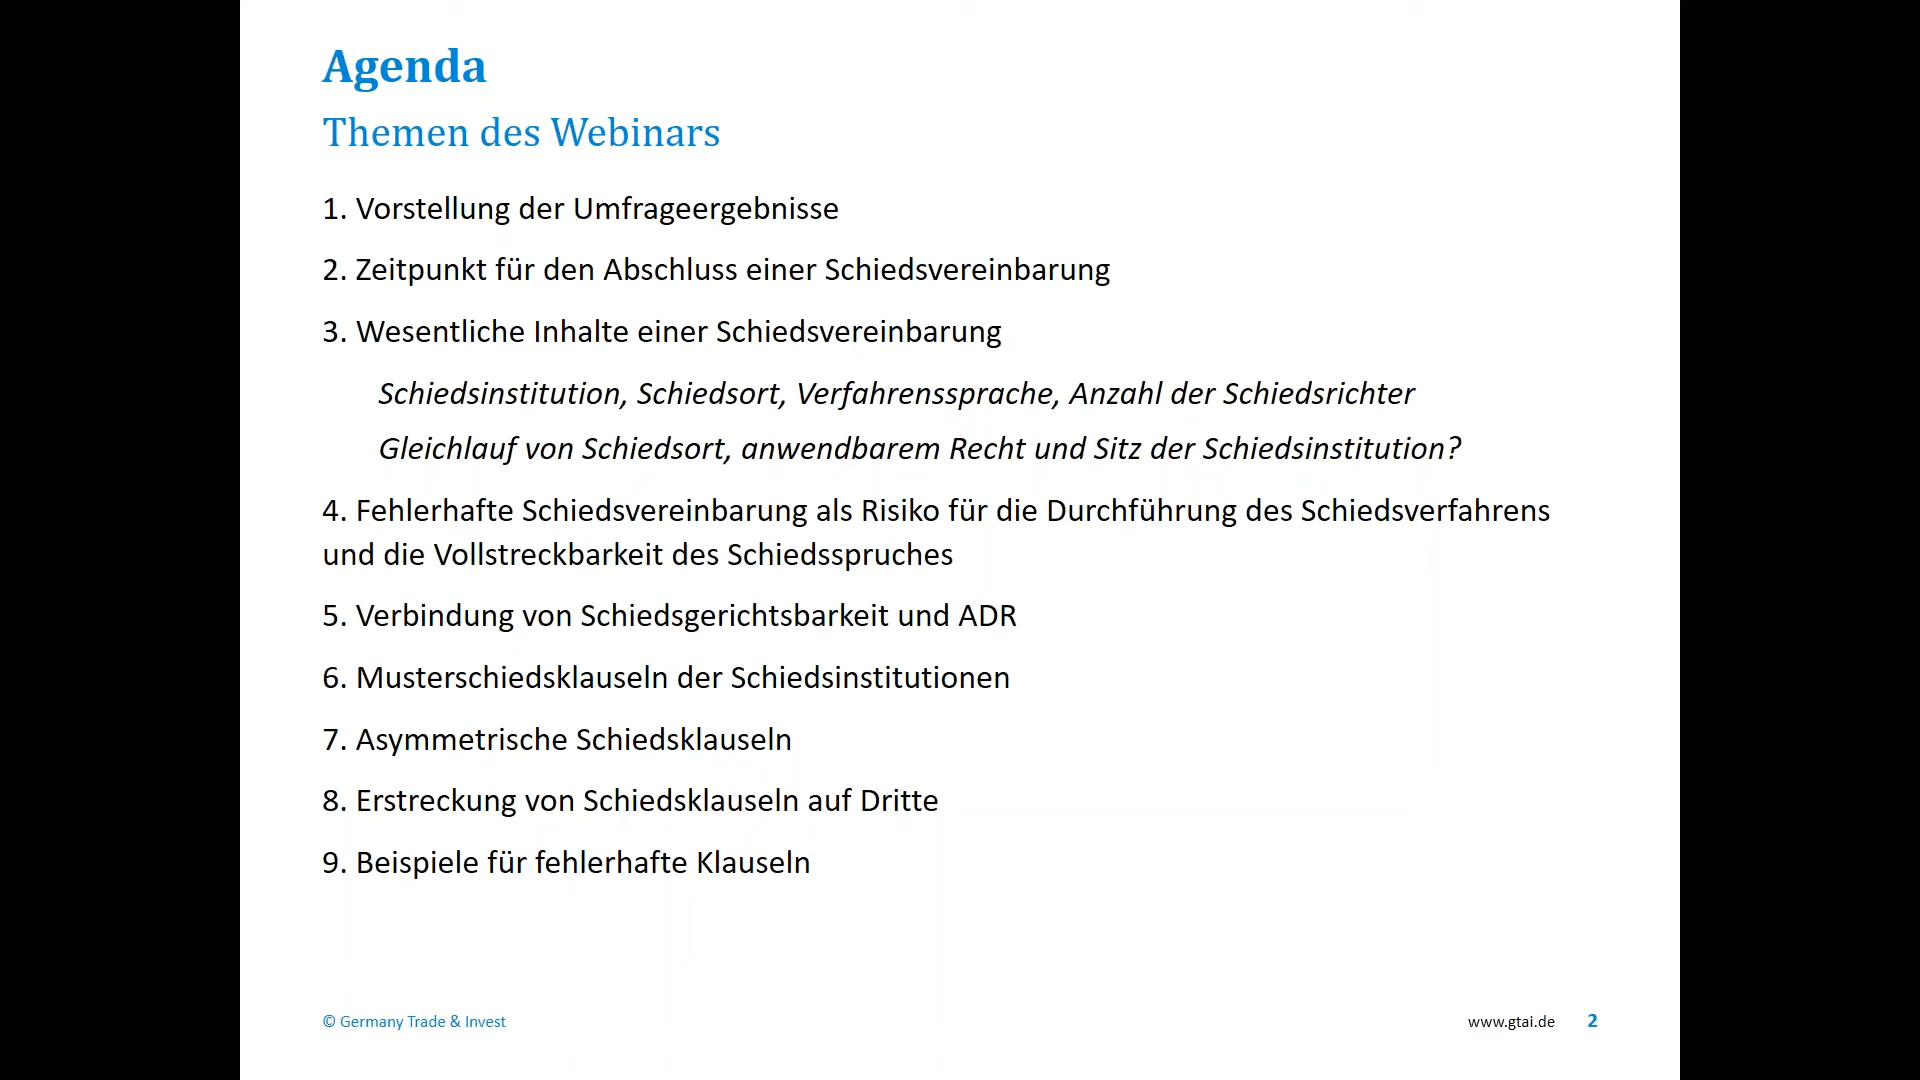 Agenda
Themen des Webinars
1. Vorstellung der Umfrageergebnisse
2. Zeitpunkt für den Abschluss einer Schiedsvereinbarung
3. Wesentliche Inhalte einer Schiedsvereinbarung
Schiedsinstitution, Schiedsort, Verfahrenssprache, Anzahl der Schiedsrichter
Gleichlauf von Schiedsort, anwendbarem Recht und Sitz der Schiedsinstitution?
4. Fehlerhafte Schiedsvereinbarung als Risiko für die Durchführung des Schiedsverfahrens
und die Vollstreckbarkeit des Schiedsspruches
5. Verbindung von Schiedsgerichtsbarkeit und ADR
6. Musterschiedsklauseln der Schiedsinstitutionen
7. Asymmetrische Schiedsklauseln
8. Erstreckung von Schiedsklauseln auf Dritte
9. Beispiele für fehlerhafte Klauseln
© Germany Trade & Invest
www.gtai.de 2